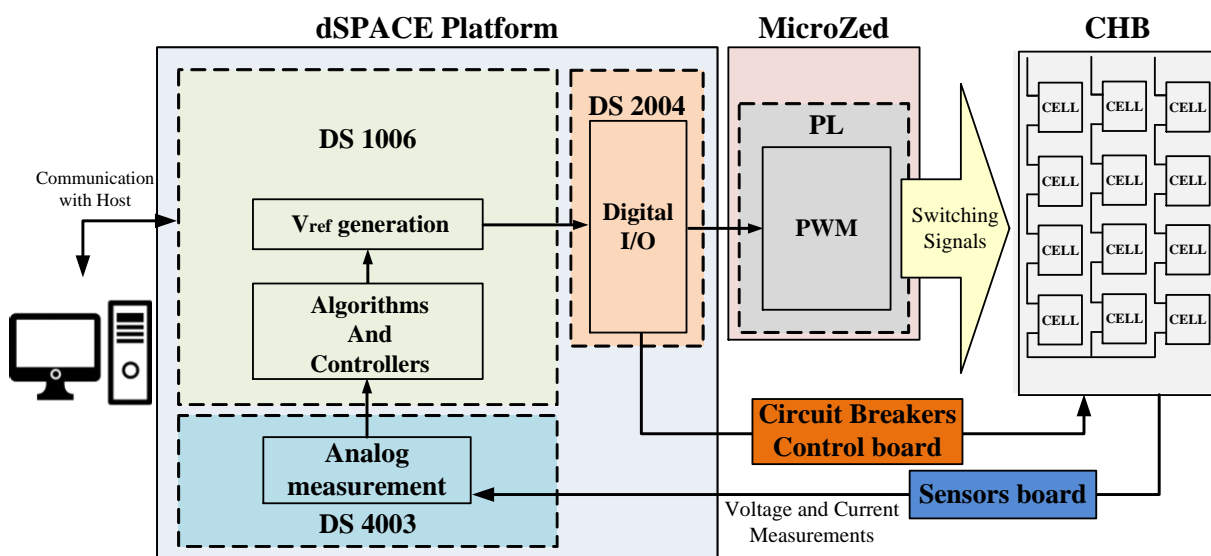 dSPACE Platform
MicroZed
CHB
DS 1006
DS 2004
PL
Communication
with Host
Vref generation
Digital
I/O
PWM
Switching
Signals
Algorithms
And
Controllers
CELL
CELL
CELL
CELL
CELL
CELL
CELL
CELL
CELL
CELL
CELL
CELL
Circuit Breakers
Control board
Analog
measurement
DS 4003
Sensors board
Voltage and Current
Measurements